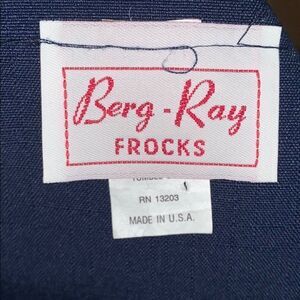 Berg-Ray
FROCKS
RN 13203
MADE IN U.S.A.